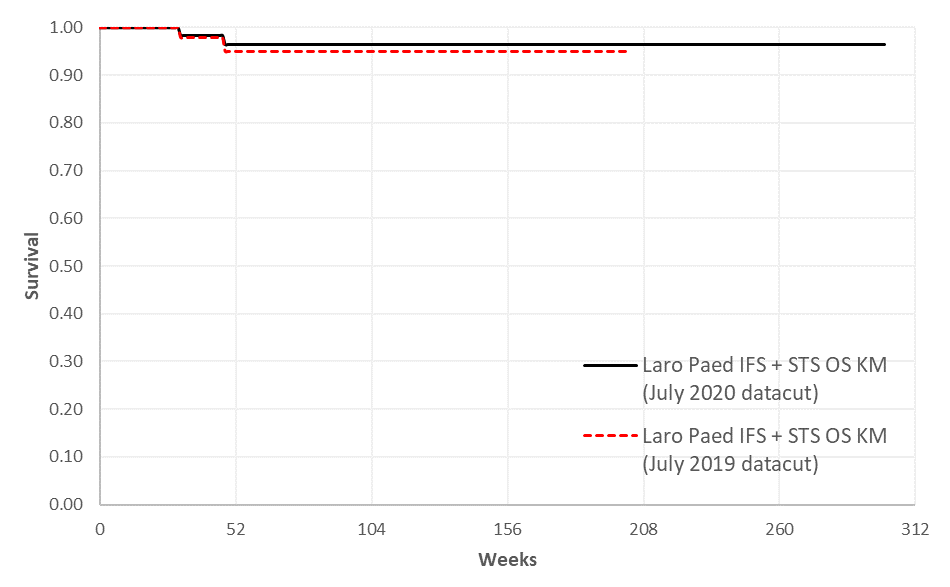 1.00
0.90
0.80
0.70
0.60
0.50
0.40
0.30
0.20
0.10
0.00
Survival
0 52 104 156 208 260 312
Weeks
Laro Paed IFS + STS OS KM
(July 2020 datacut)
Laro Paed IFS + STS OS KM
(July 2019 datacut)